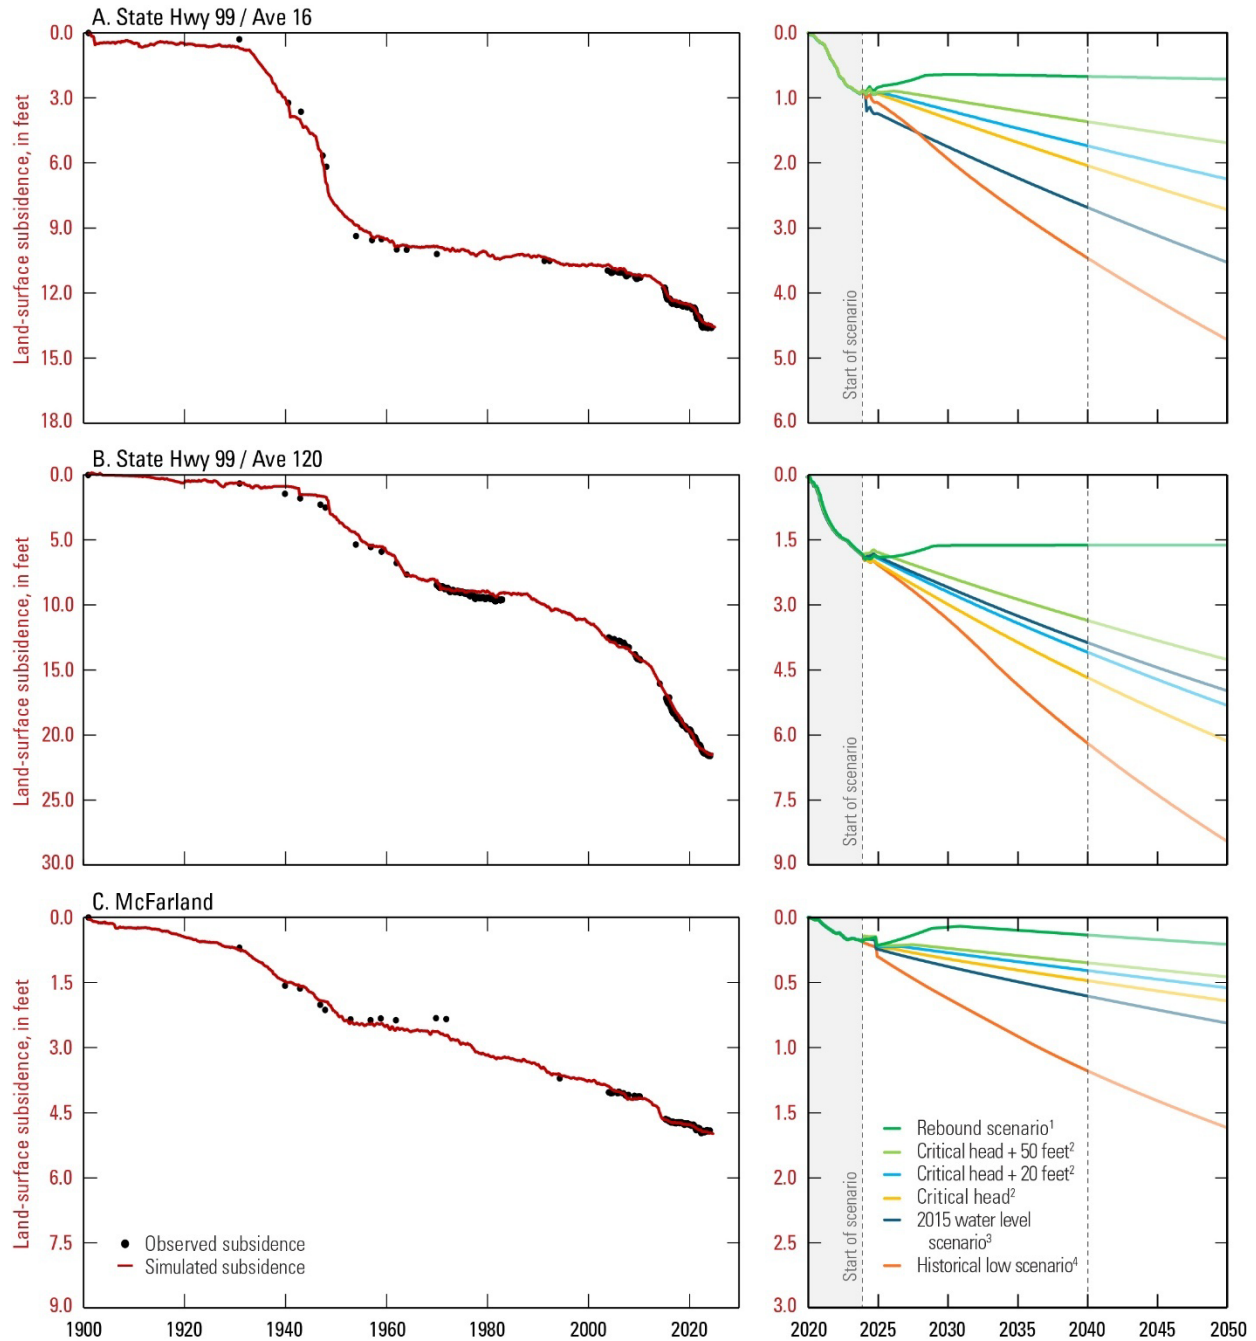 A. State Hwy 99 / Ave 16
Land-surface subsidence, in feet
0.0
3.0
6.0
9.0
12.0
15.0
18.0
0.0
1.0
2.0
3.0
4.0
5.0
6.0
Start of scenario
B. State Hwy 99 / Ave 120
Land-surface subsidence, in feet
0.0
5.0
10.0
15.0
20.0
25.0
30.0
0.0
1.5
3.0
4.5
6.0
7.5
9.0
Start of scenario
C. McFarland
Land-surface subsidence, in feet
0.0
1.5
3.0
4.5
6.0
7.5
9.0
Observed subsidence
Simulated subsidence
1900 1920 1940 1960 1980 2000 2020
0.0
0.5
1.0
1.5
2.0
2.5
3.0
Start of scenario
Rebound scenario¹
Critical head + 50 feet²
Critical head + 20 feet²
Critical head²
2015 water level
scenario³
Historical low scenario⁴
2020 2025 2030 2035 2040 2045 2050